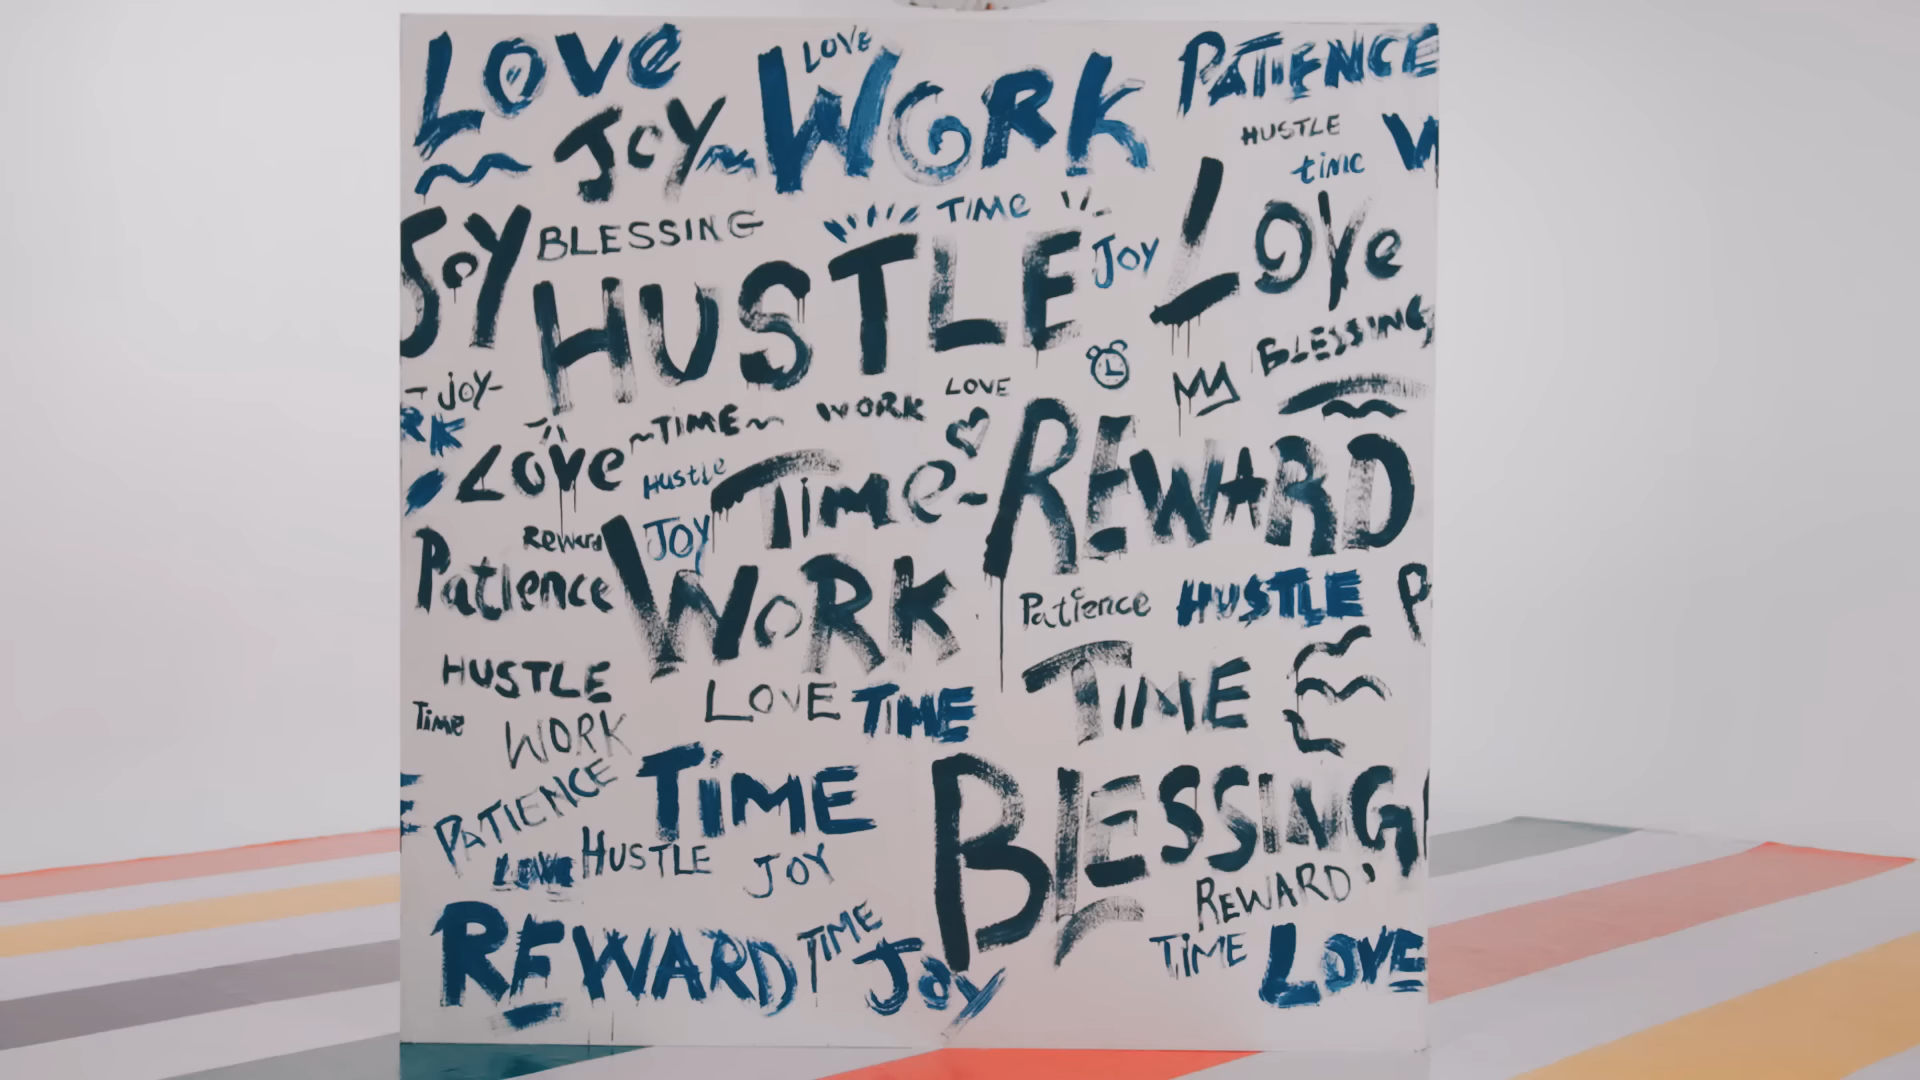 LOVE LOVE WORK PATIENCE
JOY HUSTLE W
time
JOY BLESSING TIME LOVE
HUSTLE JOY
MY BLESSING
-JOY- LOVE
RK ~TIME~ WORK
LOVE Hustle TIME~ REWARD
Reward JOY
Patience WORK Patience HUSTLE P
HUSTLE LOVE TIME TIME
Time WORK
PATIENCE TIME BLESSING
E LOVE HUSTLE JOY
REWARD
REWARD TIME JOY TIME LOVE